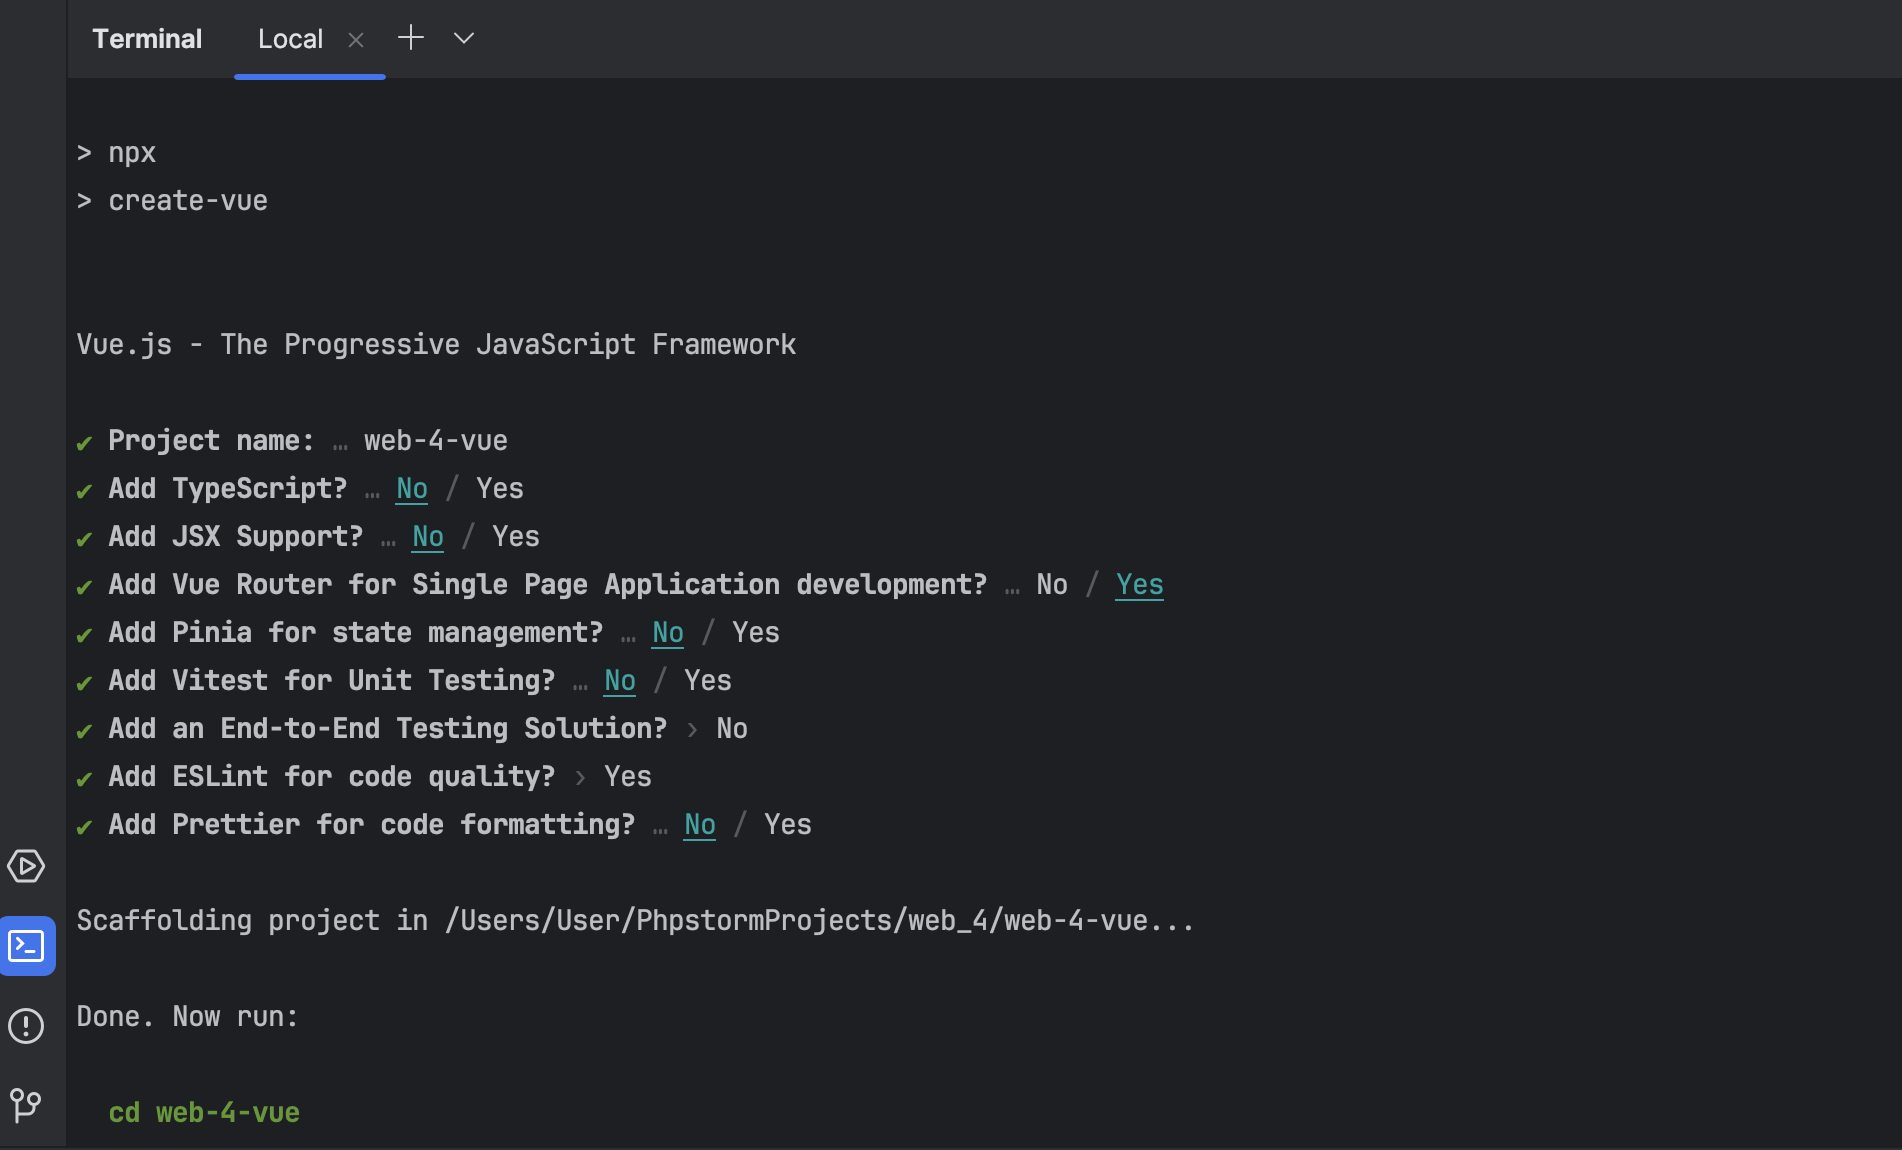 Terminal Local
> npx
> create-vue
Vue.js - The Progressive JavaScript Framework
✔ Project name: … web-4-vue
✔ Add TypeScript? … No / Yes
✔ Add JSX Support? … No / Yes
✔ Add Vue Router for Single Page Application development? … No / Yes
✔ Add Pinia for state management? … No / Yes
✔ Add Vitest for Unit Testing? … No / Yes
✔ Add an End-to-End Testing Solution? › No
✔ Add ESLint for code quality? › Yes
✔ Add Prettier for code formatting? … No / Yes
Scaffolding project in /Users/User/PhpstormProjects/web_4/web-4-vue...
Done. Now run:
cd web-4-vue